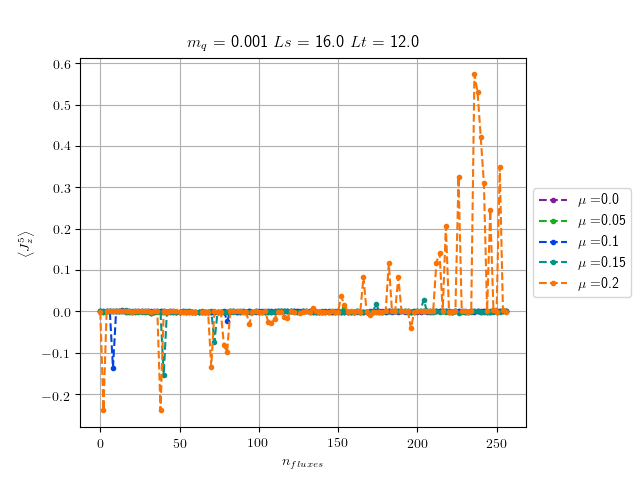 m_q = 0.001 Ls = 16.0 Lt = 12.0
⟨J_z^5⟩
0.6
0.5
0.4
0.3
0.2
0.1
0.0
−0.1
−0.2
0 50 100 150 200 250
n_fluxes
μ =0.0
μ =0.05
μ =0.1
μ =0.15
μ =0.2